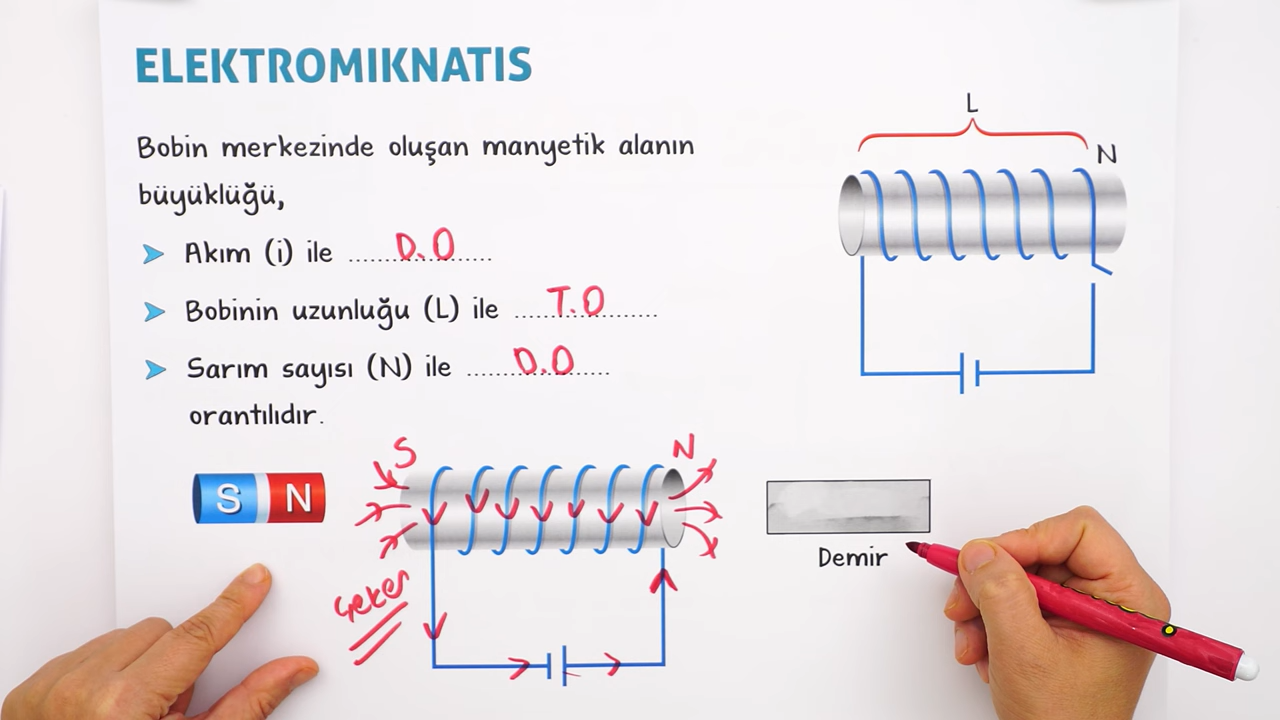 ELEKTROMIKNATIS
Bobin merkezinde oluşan manyetik alanın
büyüklüğü,
Akım (i) ile .......D.O.......
Bobinin uzunluğu (L) ile .......T.O.......
Sarım sayısı (N) ile .......D.O.......
orantılıdır.
L
N
S N
S
N
Çeker
Demir